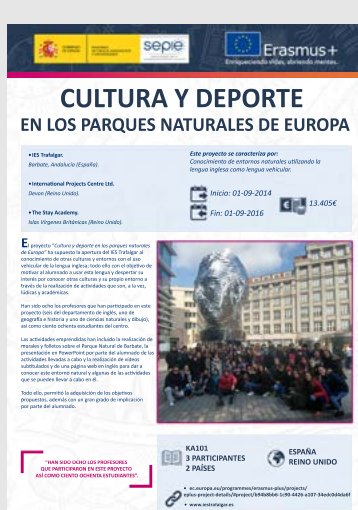 sepie
Erasmus+
Enriqueciendo vidas, abriendo mentes.
CULTURA Y DEPORTE
EN LOS PARQUES NATURALES DE EUROPA
•IES Trafalgar.
Barbate, Andalucía (España).
•International Projects Centre Ltd.
Devon (Reino Unido).
•The Stay Academy.
Islas Vírgenes Británicas (Reino Unido).
Este proyecto se caracteriza por:
Conocimiento de entornos naturales utilizando la
lengua inglesa como lengua vehicular.
Inicio: 01-09-2014
Fin: 01-09-2016
13.405€
El proyecto "Cultura y deporte en los parques naturales
de Europa" ha supuesto la apertura del IES Trafalgar al
conocimiento de otras culturas y entornos con el uso
vehicular de la lengua inglesa; todo ello con el objetivo de
motivar al alumnado a usar esta lengua y despertar su
interés por conocer otras culturas y su propio entorno a
través de la realización de actividades que son, a la vez,
lúdicas y académicas.
Han sido ocho los profesores que han participado en este
proyecto (seis del departamento de inglés, uno de
geografía e historia y uno de ciencias naturales y dibujo),
así como ciento ochenta estudiantes del centro.
Las actividades emprendidas han incluido la realización de
murales y folletos sobre el Parque Natural de Barbate, la
presentación en PowerPoint por parte del alumnado de las
actividades llevadas a cabo y la realización de vídeos
subtitulados y de una página web en inglés para dar a
conocer este entorno natural y algunas de las actividades
que se pueden llevar a cabo en él.
Todo ello, permitió la adquisición de los objetivos
propuestos, además con un gran grado de implicación
por parte del alumnado.
"HAN SIDO OCHO LOS PROFESORES
QUE PARTICIPARON EN ESTE PROYECTO
ASÍ COMO CIENTO OCHENTA ESTUDIANTES".
KA101
3 PARTICIPANTES
2 PAÍSES
ESPAÑA
REINO UNIDO
• ec.europa.eu/programmes/erasmus-plus/projects/
• www.iestrafalgar.es